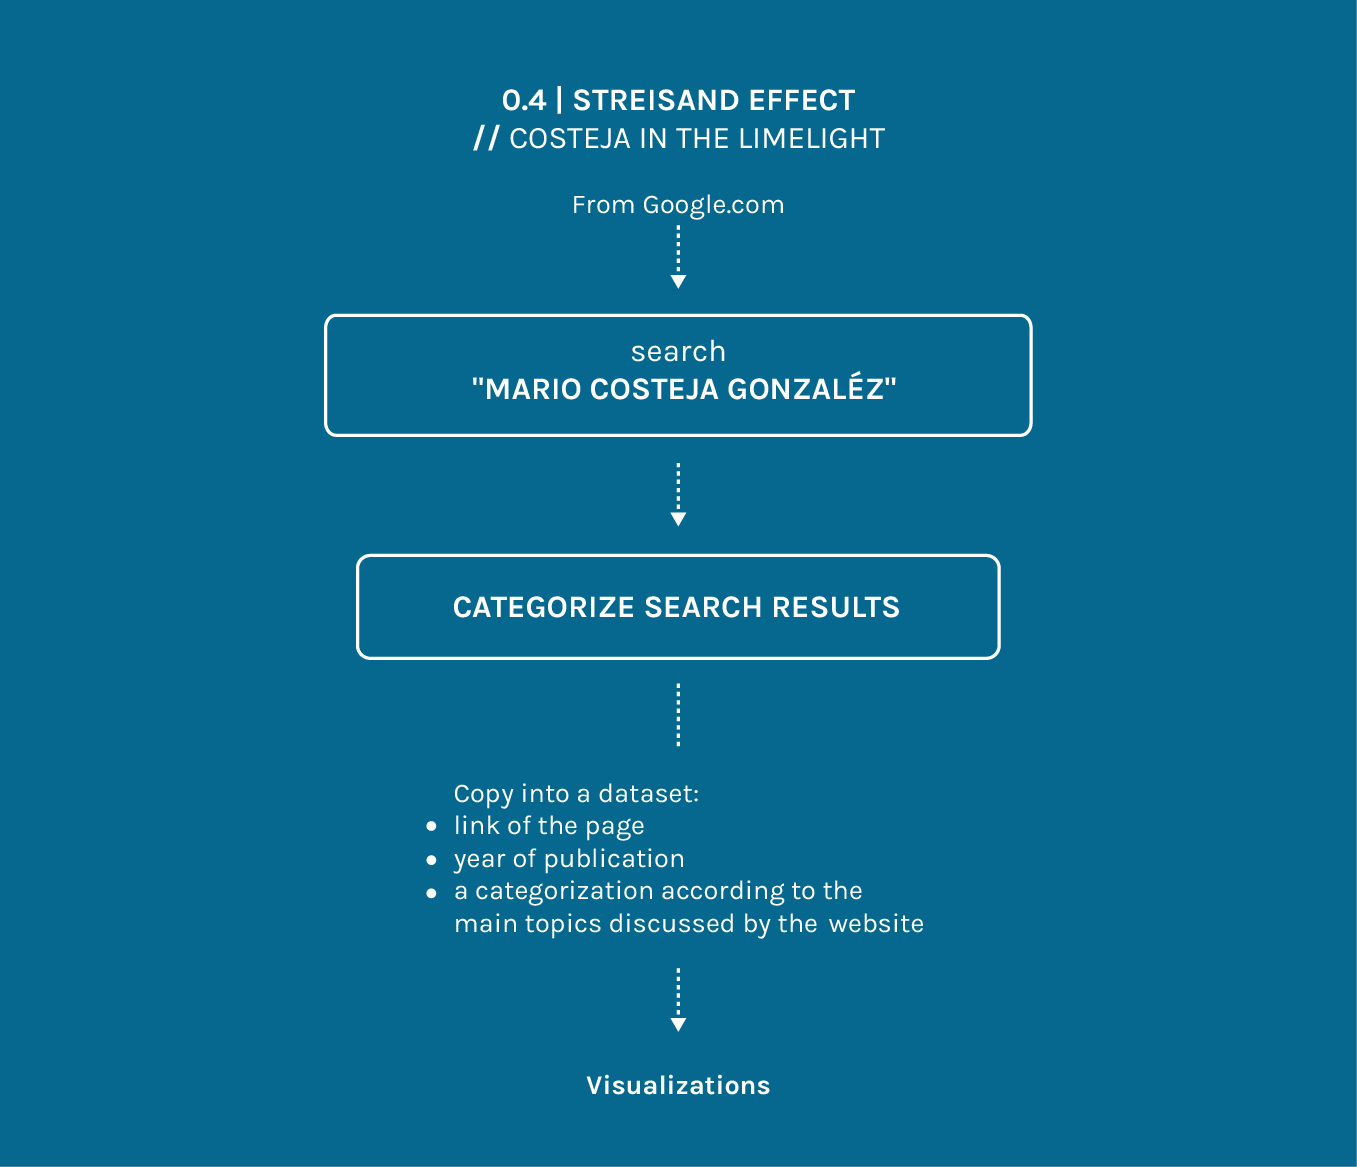 0.4 | STREISAND EFFECT
// COSTEJA IN THE LIMELIGHT
From Google.com
search
"MARIO COSTEJA GONZALÉZ"
CATEGORIZE SEARCH RESULTS
Copy into a dataset:
• link of the page
• year of publication
• a categorization according to the
main topics discussed by the website
Visualizations